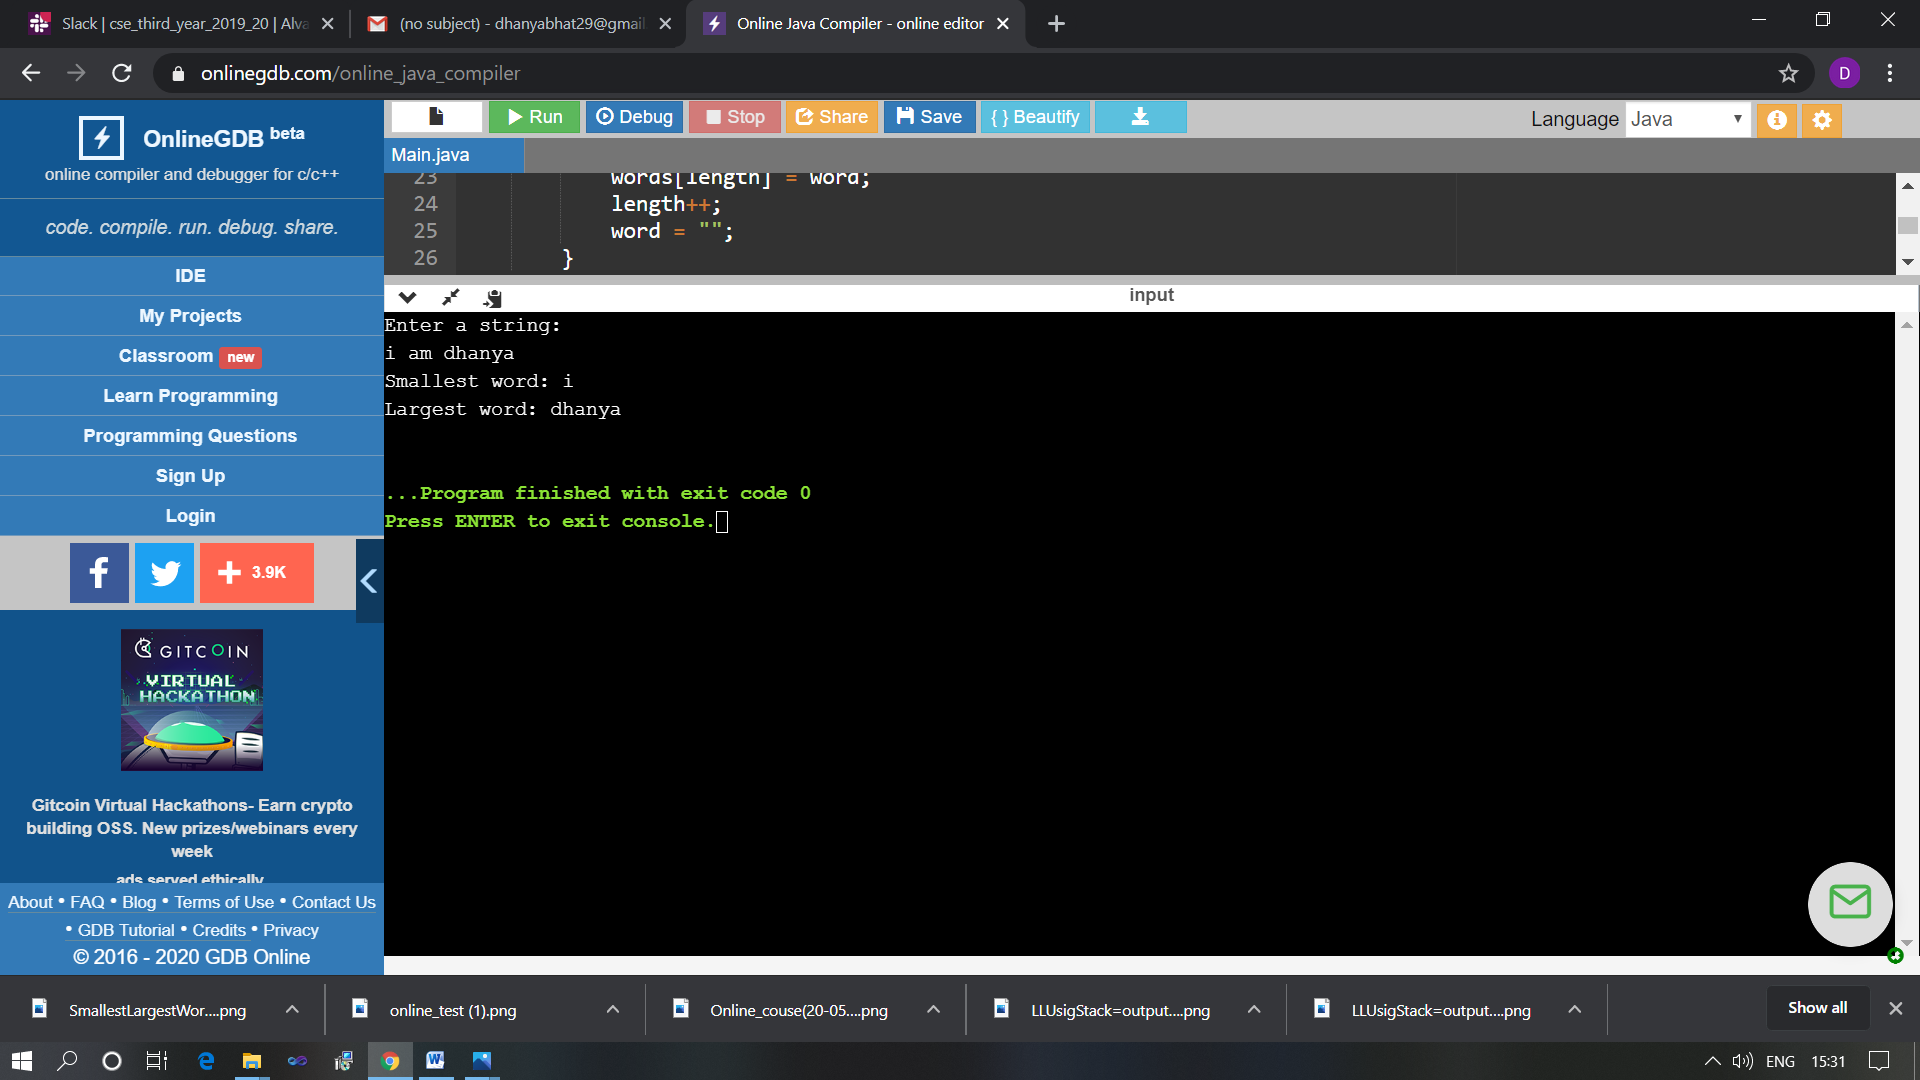 Slack | cse_third_year_2019_20 | Alva
(no subject) - dhanyabhat29@gmail
Online Java Compiler - online editor
onlinegdb.com/online_java_compiler
D
OnlineGDB beta
online compiler and debugger for c/c++
code. compile. run. debug. share.
IDE
My Projects
Classroom new
Learn Programming
Programming Questions
Sign Up
Login
3.9K
GITCOIN
VIRTUAL
HACKATHON
Gitcoin Virtual Hackathons- Earn crypto
building OSS. New prizes/webinars every
week
ads served ethically
About • FAQ • Blog • Terms of Use • Contact Us
• GDB Tutorial • Credits • Privacy
© 2016 - 2020 GDB Online
Run Debug Stop Share Save { } Beautify
Language Java
Main.java
23 words[length] = word;
24 length++;
25 word = "";
26 }
input
Enter a string:
i am dhanya
Smallest word: i
Largest word: dhanya
...Program finished with exit code 0
Press ENTER to exit console.
SmallestLargestWor....png
online_test (1).png
Online_couse(20-05....png
LLUsigStack=output....png
LLUsigStack=output....png
Show all
ENG 15:31